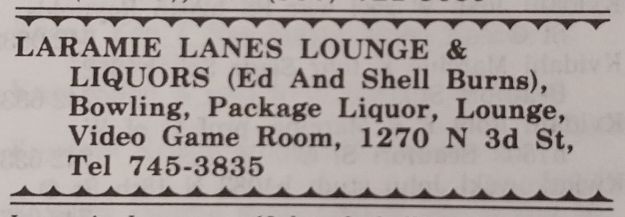 LARAMIE LANES LOUNGE &
LIQUORS (Ed And Shell Burns),
Bowling, Package Liquor, Lounge,
Video Game Room, 1270 N 3d St,
Tel 745-3835